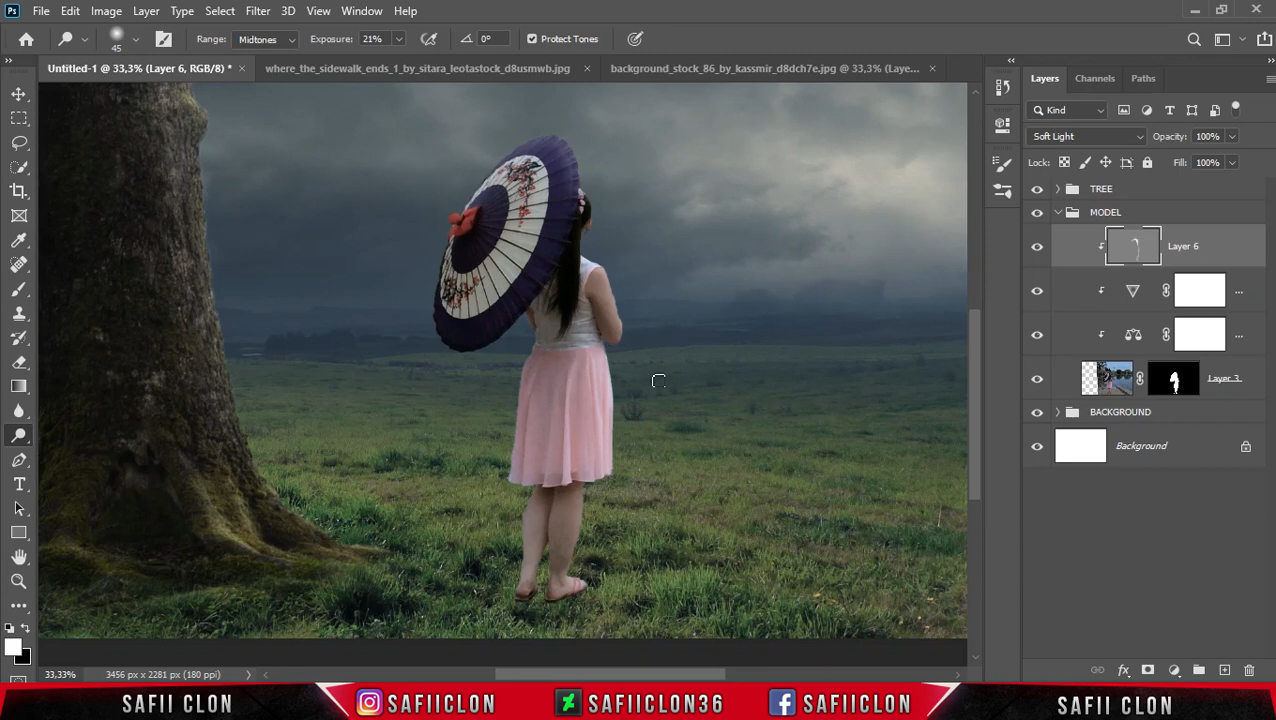 Ps File Edit Image Layer Type Select Filter 3D View Window Help
45 Range: Midtones Exposure: 21% 0° Protect Tones
Untitled-1 @ 33,3% (Layer 6, RGB/8) * × where_the_sidewalk_ends_1_by_sitara_leotastock_d8usmwb.jpg × background_stock_86_by_kassmir_d8dch7e.jpg @ 33,3% (Laye... ×
Layers Channels Paths
Kind
Soft Light Opacity: 100%
Lock: Fill: 100%
TREE
MODEL
Layer 6
...
...
Layer 3
BACKGROUND
Background
33,33% 3456 px x 2281 px (180 ppi)
SAFII CLON SAFIICLON SAFIICLON36 SAFIICLON SAFII CLON